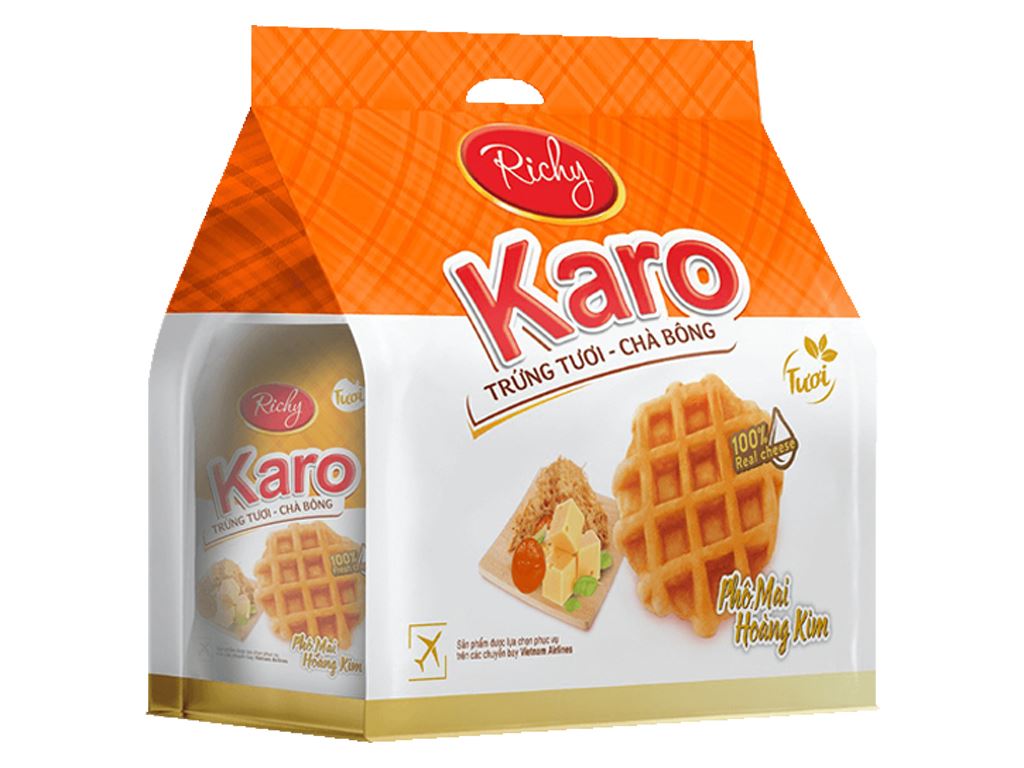 Richy
Karo
TRỨNG TƯƠI - CHÀ BÔNG
Tươi
100%
Real cheese
Phô Mai
Hoàng Kim
Sản phẩm được lựa chọn phục vụ
trên các chuyến bay Vietnam Airlines
Richy
Tươi
Karo
TRỨNG TƯƠI - CHÀ BÔNG
100%
Phô Mai
Hoàng Kim